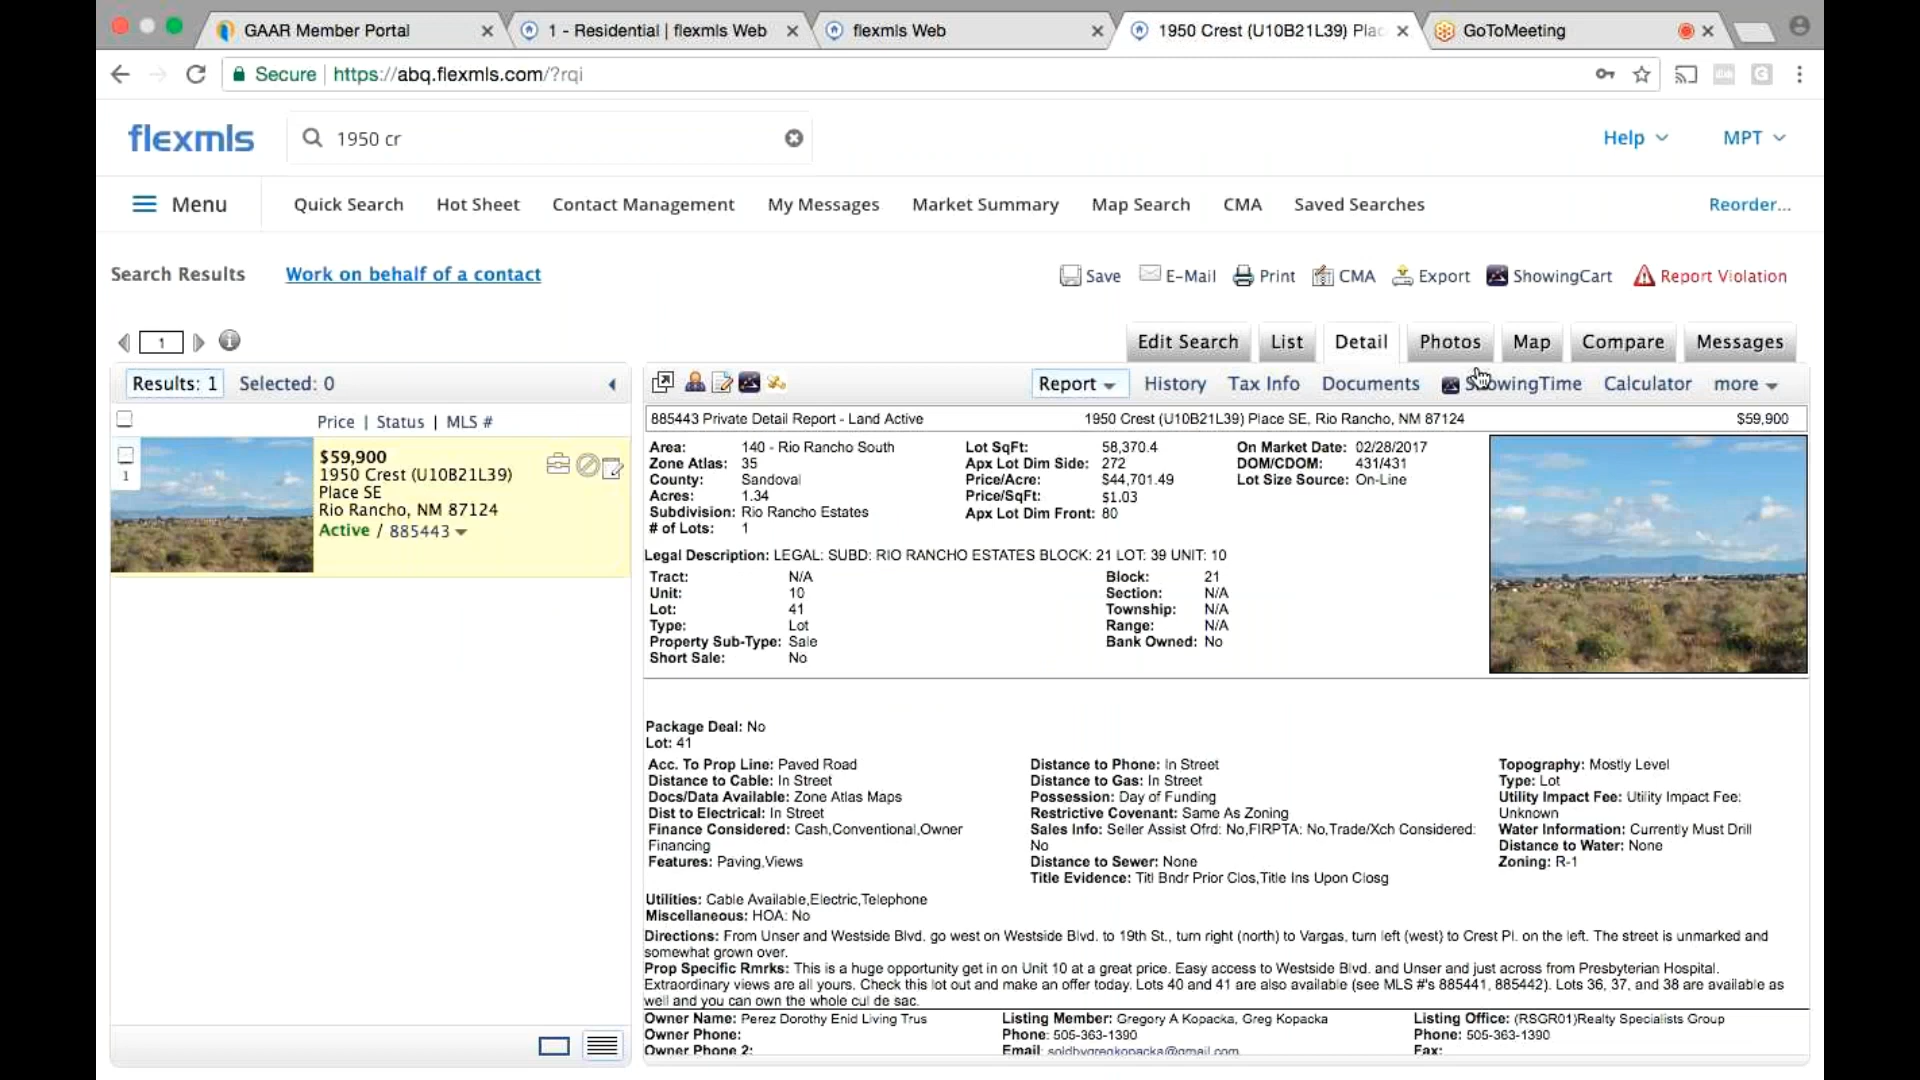 GAAR Member Portal
1 - Residential | flexmls Web
flexmls Web
1950 Crest (U10B21L39) Plac
GoToMeeting
Secure | https://abq.flexmls.com/?rqi
flexmls
1950 cr
Help
MPT
Menu
Quick Search
Hot Sheet
Contact Management
My Messages
Market Summary
Map Search
CMA
Saved Searches
Reorder...
Search Results
Work on behalf of a contact
Save
E-Mail
Print
CMA
Export
ShowingCart
Report Violation
1
Edit Search
List
Detail
Photos
Map
Compare
Messages
Results: 1
Selected: 0
Price | Status | MLS #
1
$59,900
1950 Crest (U10B21L39)
Place SE
Rio Rancho, NM 87124
Active / 885443
Report
History
Tax Info
Documents
ShowingTime
Calculator
more
885443 Private Detail Report - Land Active
1950 Crest (U10B21L39) Place SE, Rio Rancho, NM 87124
$59,900
Area: 140 - Rio Rancho South
Zone Atlas: 35
County: Sandoval
Acres: 1.34
Subdivision: Rio Rancho Estates
# of Lots: 1
Lot SqFt: 58,370.4
Apx Lot Dim Side: 272
Price/Acre: $44,701.49
Price/SqFt: $1.03
Apx Lot Dim Front: 80
On Market Date: 02/28/2017
DOM/CDOM: 431/431
Lot Size Source: On-Line
Legal Description: LEGAL: SUBD: RIO RANCHO ESTATES BLOCK: 21 LOT: 39 UNIT: 10
Tract: N/A
Unit: 10
Lot: 41
Type: Lot
Property Sub-Type: Sale
Short Sale: No
Block: 21
Section: N/A
Township: N/A
Range: N/A
Bank Owned: No
Package Deal: No
Lot: 41
Acc. To Prop Line: Paved Road
Distance to Cable: In Street
Docs/Data Available: Zone Atlas Maps
Dist to Electrical: In Street
Finance Considered: Cash,Conventional,Owner
Financing
Features: Paving,Views
Distance to Phone: In Street
Distance to Gas: In Street
Possession: Day of Funding
Restrictive Covenant: Same As Zoning
Sales Info: Seller Assist Ofrd: No,FIRPTA: No,Trade/Xch Considered:
No
Distance to Sewer: None
Title Evidence: Titl Bndr Prior Clos,Title Ins Upon Closg
Topography: Mostly Level
Type: Lot
Utility Impact Fee: Utility Impact Fee:
Unknown
Water Information: Currently Must Drill
Distance to Water: None
Zoning: R-1
Utilities: Cable Available,Electric,Telephone
Miscellaneous: HOA: No
Directions: From Unser and Westside Blvd. go west on Westside Blvd. to 19th St., turn right (north) to Vargas, turn left (west) to Crest Pl. on the left. The street is unmarked and
somewhat grown over.
Prop Specific Rmrks: This is a huge opportunity get in on Unit 10 at a great price. Easy access to Westside Blvd. and Unser and just across from Presbyterian Hospital.
Extraordinary views are all yours. Check this lot out and make an offer today. Lots 40 and 41 are also available (see MLS #'s 885441, 885442). Lots 36, 37, and 38 are available as
well and you can own the whole cul de sac.
Owner Name: Perez Dorothy Enid Living Trus
Owner Phone:
Owner Phone 2:
Listing Member: Gregory A Kopacka, Greg Kopacka
Phone: 505-363-1390
Email: soldbygregkopacka@gmail.com
Listing Office: (RSGR01)Realty Specialists Group
Phone: 505-363-1390
Fax: